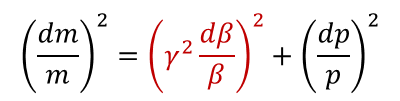 (dm/m)² = (γ² dβ/β)² + (dp/p)²